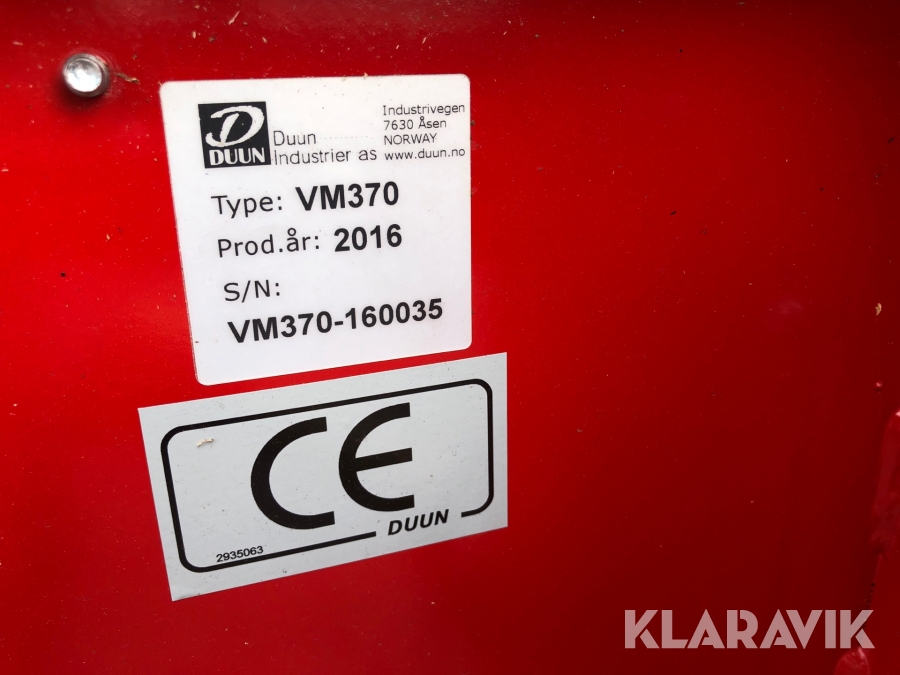 D
DUUN
Duun
Industrier as
Industrivegen
7630 Åsen
NORWAY
www.duun.no
Type: VM370
Prod.år: 2016
S/N:
VM370-160035
CE
2935063
DUUN
KLARAVIK